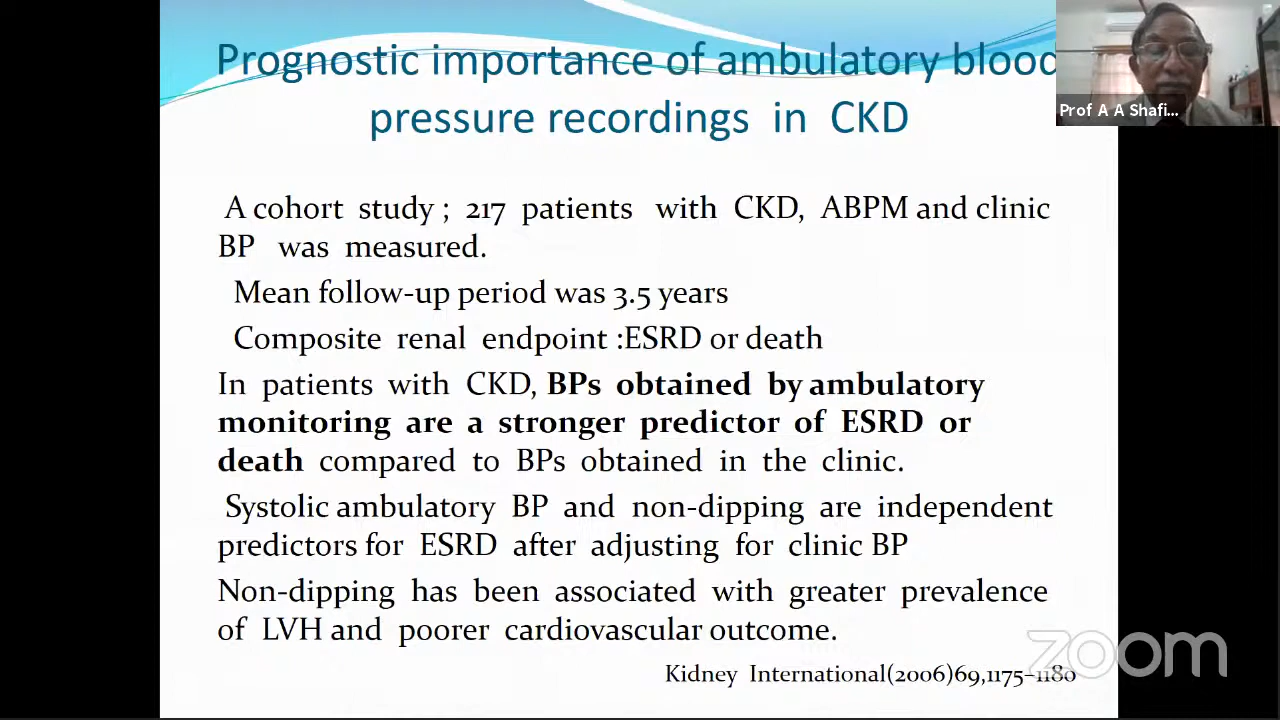 Prognostic importance of ambulatory blood
pressure recordings in CKD
Prof A A Shafi...
A cohort study ; 217 patients with CKD, ABPM and clinic
BP was measured.
Mean follow-up period was 3.5 years
Composite renal endpoint :ESRD or death
In patients with CKD, BPs obtained by ambulatory
monitoring are a stronger predictor of ESRD or
death compared to BPs obtained in the clinic.
Systolic ambulatory BP and non-dipping are independent
predictors for ESRD after adjusting for clinic BP
Non-dipping has been associated with greater prevalence
of LVH and poorer cardiovascular outcome.
zoom
Kidney International(2006)69,1175–1180